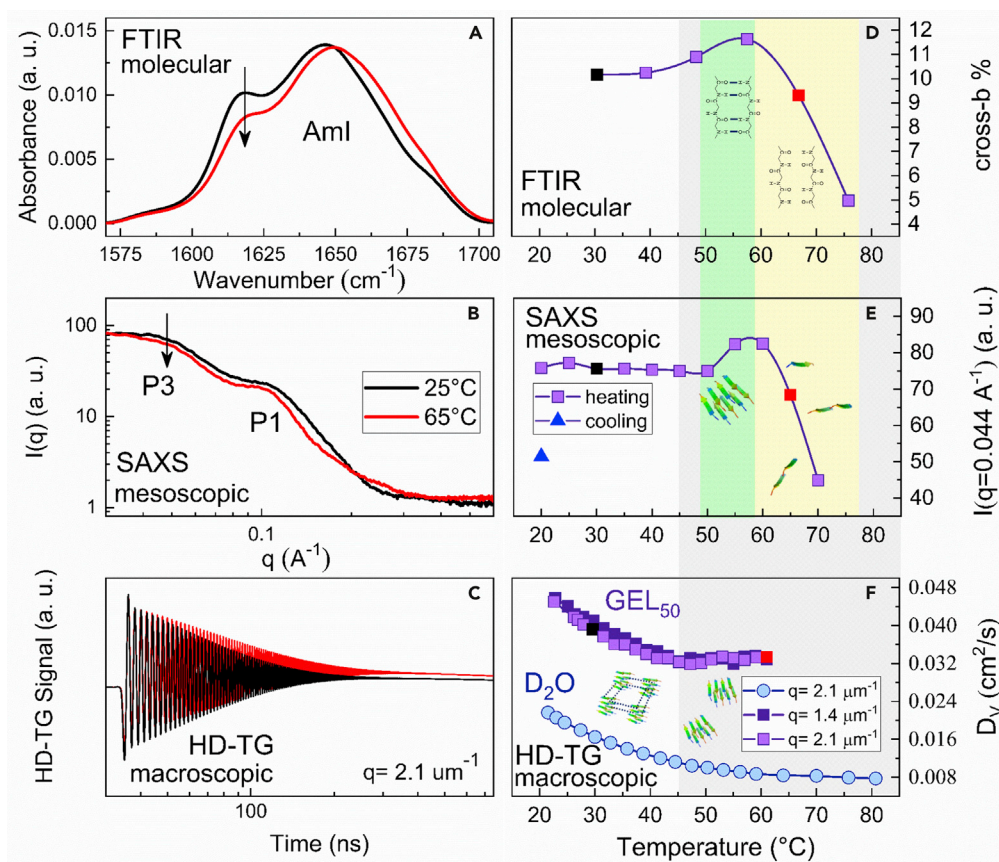 A
FTIR
molecular
AmI
0.015
0.010
0.005
0.000
Absorbance (a. u.)
1575
1600
1625
1650
1675
1700
Wavenumber (cm⁻¹)
D
FTIR
molecular
12
11
10
9
8
7
6
5
4
cross-b %
20
30
40
50
60
70
80
B
P3
P1
25°C
65°C
SAXS
mesoscopic
100
10
1
I(q) (a. u.)
0.1
q (A⁻¹)
E
SAXS
mesoscopic
heating
cooling
90
80
70
60
50
40
I(q=0.044 A⁻¹) (a. u.)
20
30
40
50
60
70
80
C
HD-TG
macroscopic
q= 2.1 um⁻¹
HD-TG Signal (a. u.)
100
Time (ns)
F
GEL₅₀
D₂O
q= 2.1 μm⁻¹
q= 1.4 μm⁻¹
q= 2.1 μm⁻¹
HD-TG
macroscopic
0.048
0.040
0.032
0.024
0.016
0.008
Dᵥ (cm²/s)
20
30
40
50
60
70
80
Temperature (°C)